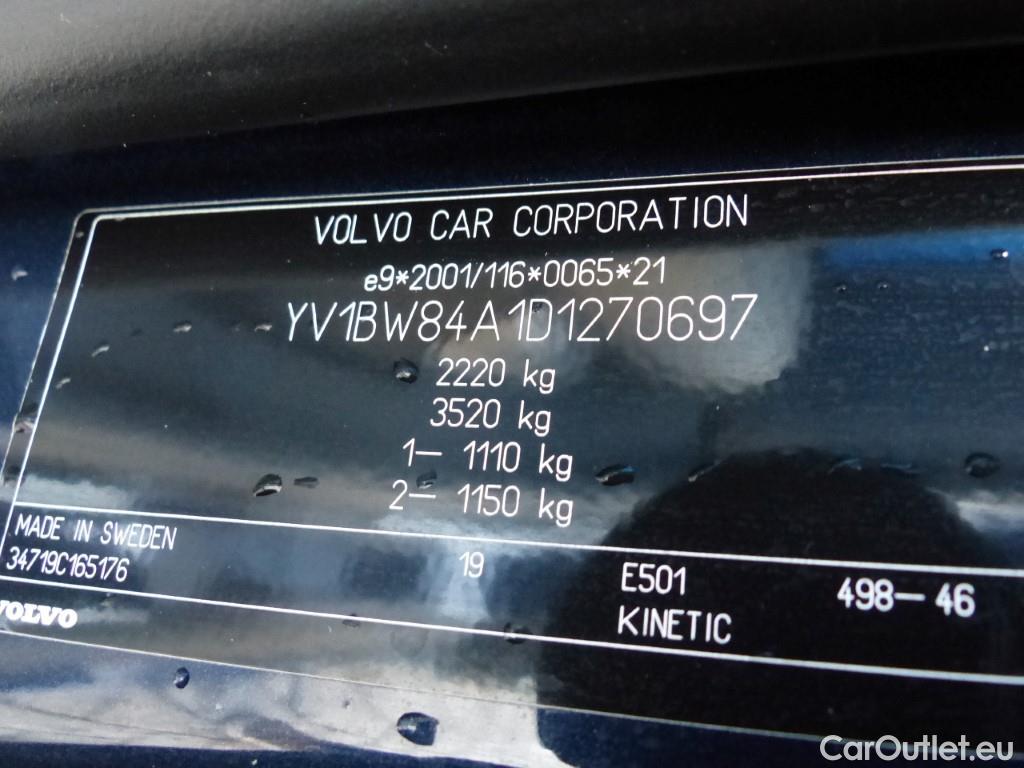 VOLVO CAR CORPORATION
e9*2001/116*0065*21
YV1BW84A1D1270697
2220 kg
3520 kg
1– 1110 kg
2– 1150 kg
MADE IN SWEDEN
34719C165176
19
E501
498–46
KINETIC
VOLVO
CarOutlet.eu